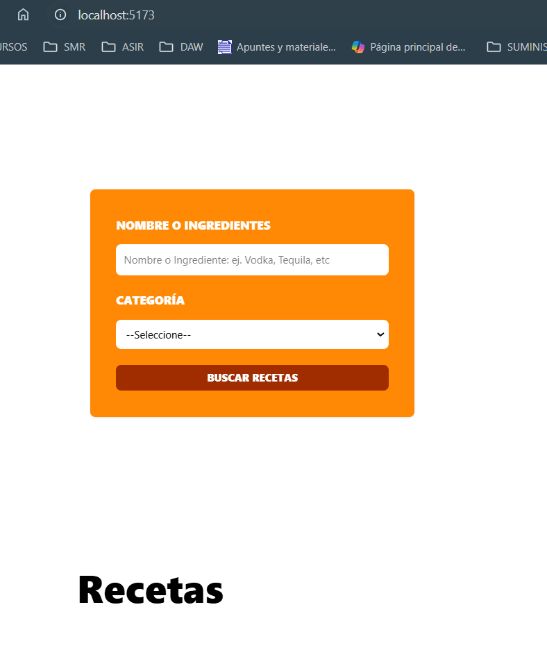 localhost:5173
URSOS SMR ASIR DAW Apuntes y materiale... Página principal de... SUMINIS
NOMBRE O INGREDIENTES
Nombre o Ingrediente: ej. Vodka, Tequila, etc
CATEGORÍA
--Seleccione--
BUSCAR RECETAS
Recetas